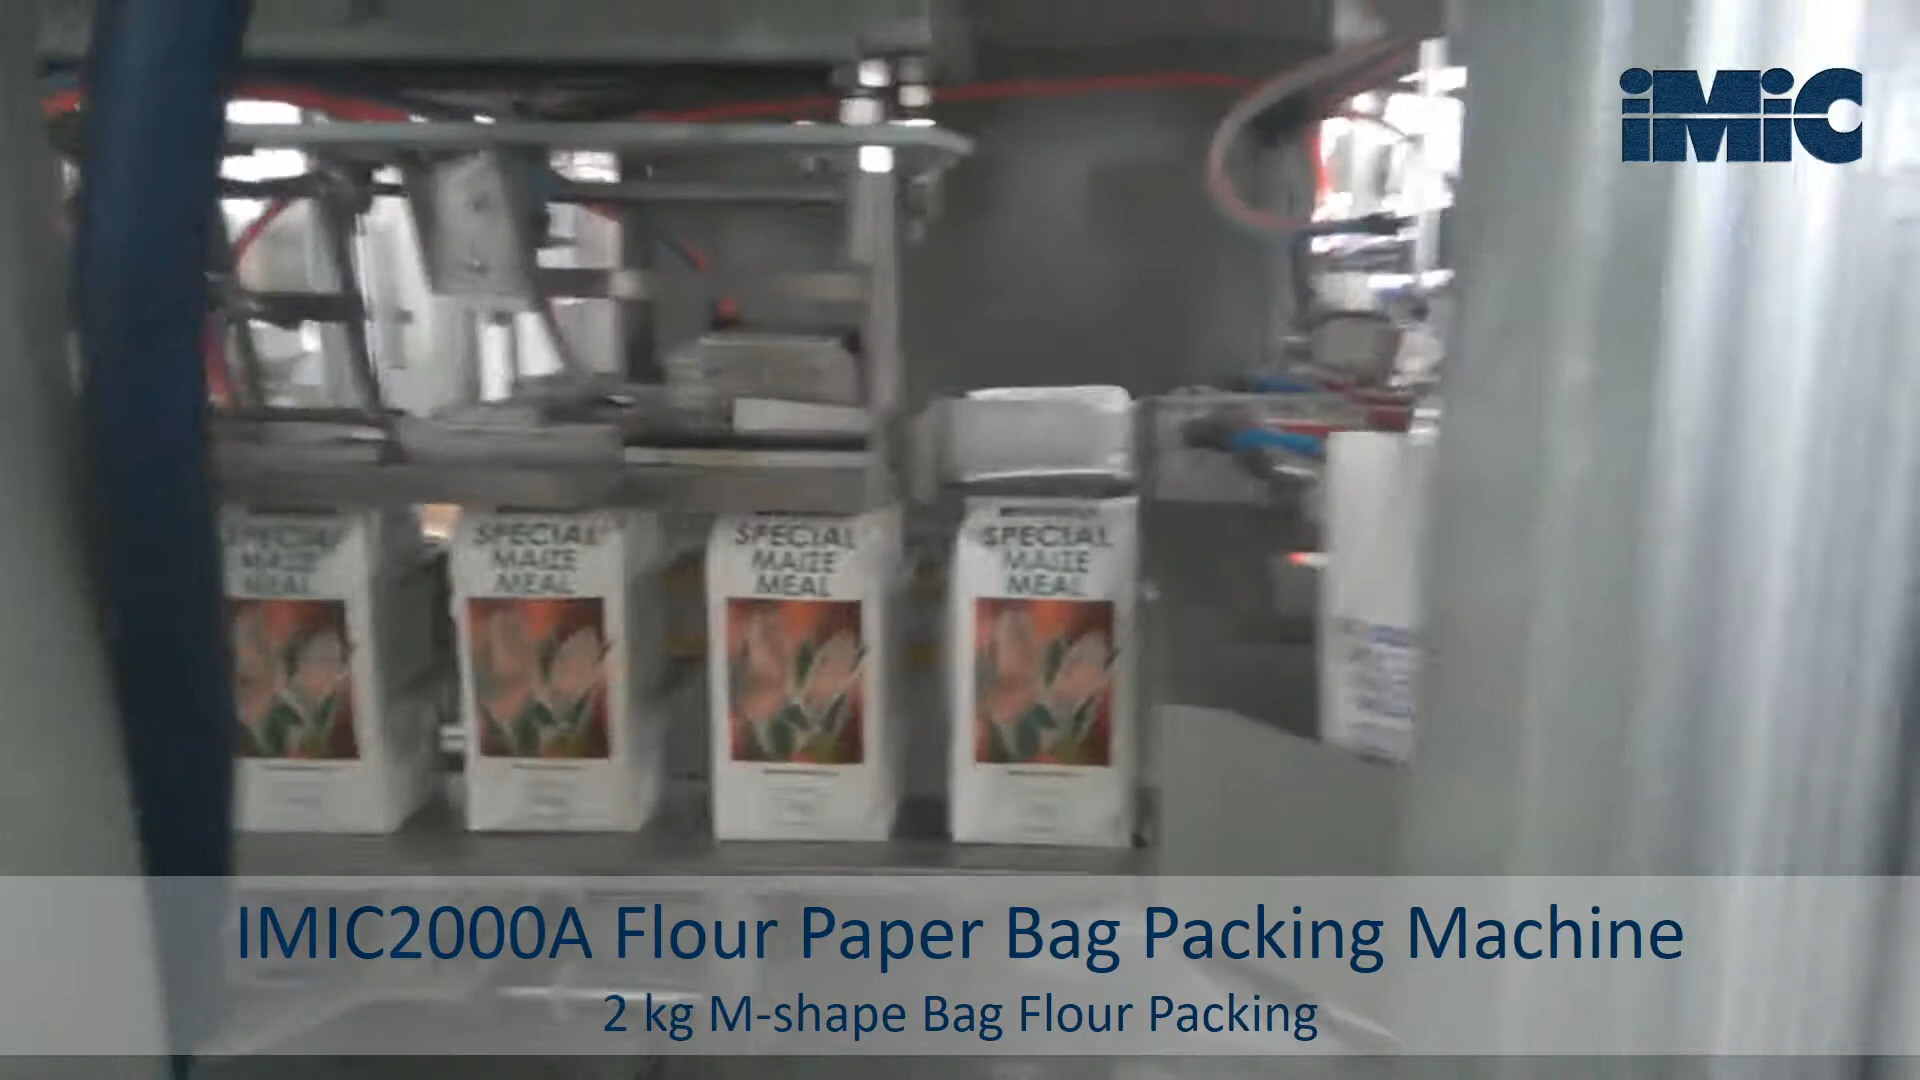 iMiC
SPECIAL
MAIZE
MEAL
SPECIAL
MAIZE
MEAL
SPECIAL
MAIZE
MEAL
SPECIAL
MAIZE
MEAL
IMIC2000A Flour Paper Bag Packing Machine
2 kg M-shape Bag Flour Packing